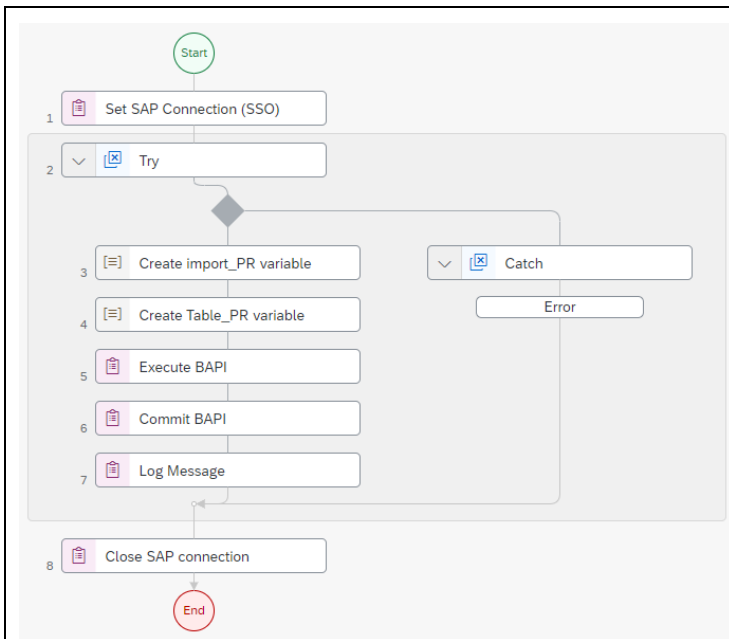 Start
1 Set SAP Connection (SSO)
2 Try
3 Create import_PR variable
Catch
Error
4 Create Table_PR variable
5 Execute BAPI
6 Commit BAPI
7 Log Message
8 Close SAP connection
End